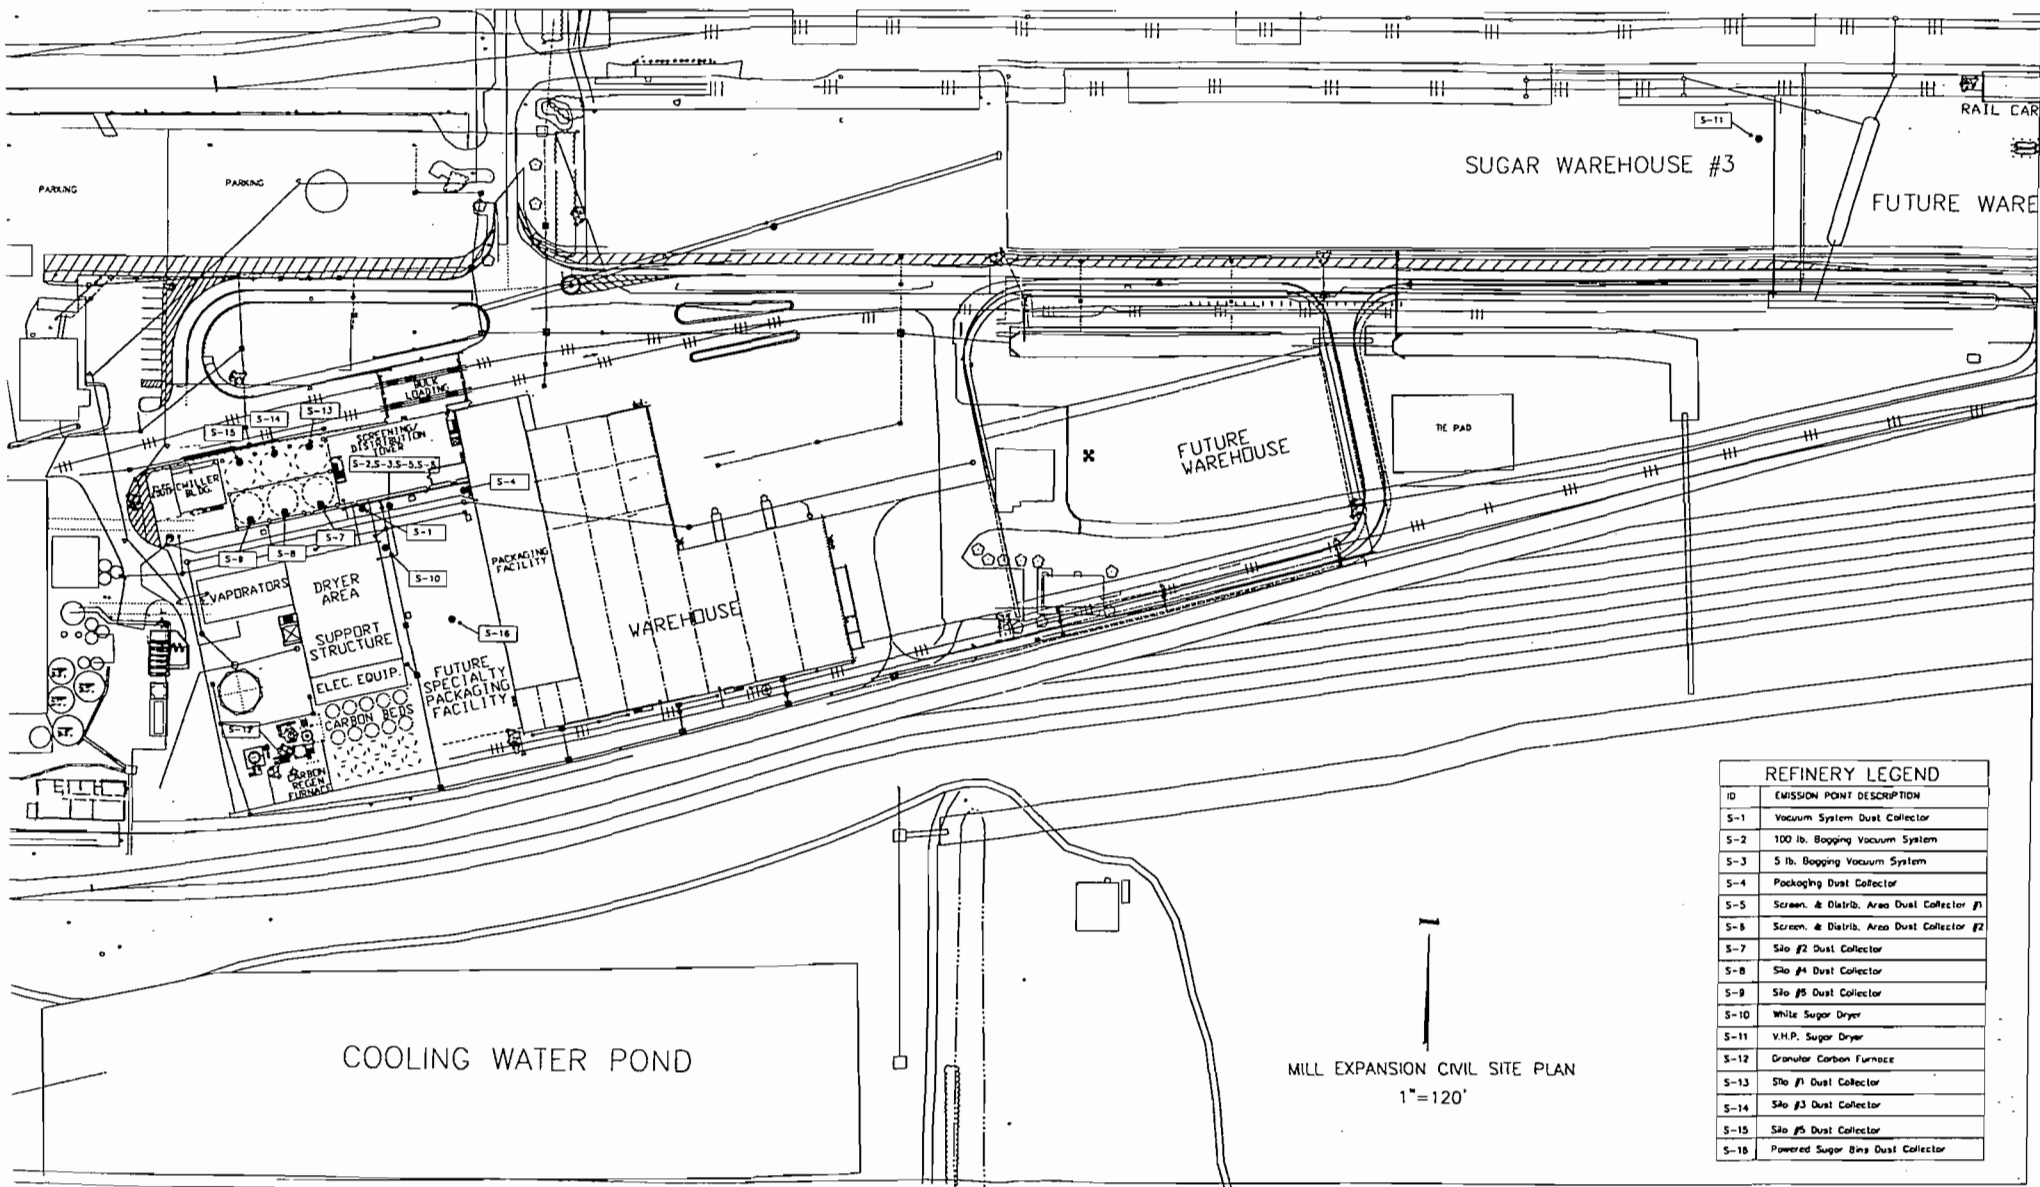 RAIL CAR
S-11
SUGAR WAREHOUSE #3
FUTURE WARE
PARKING
PARKING
BULK
LOADING
S-13
S-14
S-15
SCREENING/
DISTRIBUTION
TOWER
S-2,S-3,S-5,S-6
S-4
CHILLER
BLDG.
S-7
S-8
S-9
S-1
S-10
FUTURE
WAREHOUSE
TIE PAD
PACKAGING
FACILITY
EVAPORATORS
DRYER
AREA
SUPPORT
STRUCTURE
WAREHOUSE
S-16
ELEC. EQUIP.
FUTURE
SPECIALTY
PACKAGING
FACILITY
CARBON BEDS
S-12
CARBON
REGEN
FURNACE
COOLING WATER POND
MILL EXPANSION CIVIL SITE PLAN
1"=120'
REFINERY LEGEND
ID EMISSION POINT DESCRIPTION
S-1 Vacuum System Dust Collector
S-2 100 lb. Bagging Vacuum System
S-3 5 lb. Bagging Vacuum System
S-4 Packaging Dust Collector
S-5 Screen. & Distrib. Area Dust Collector #1
S-6 Screen. & Distrib. Area Dust Collector #2
S-7 Silo #2 Dust Collector
S-8 Silo #4 Dust Collector
S-9 Silo #6 Dust Collector
S-10 White Sugar Dryer
S-11 V.H.P. Sugar Dryer
S-12 Granular Carbon Furnace
S-13 Silo #1 Dust Collector
S-14 Silo #3 Dust Collector
S-15 Silo #5 Dust Collector
S-16 Powered Sugar Bins Dust Collector